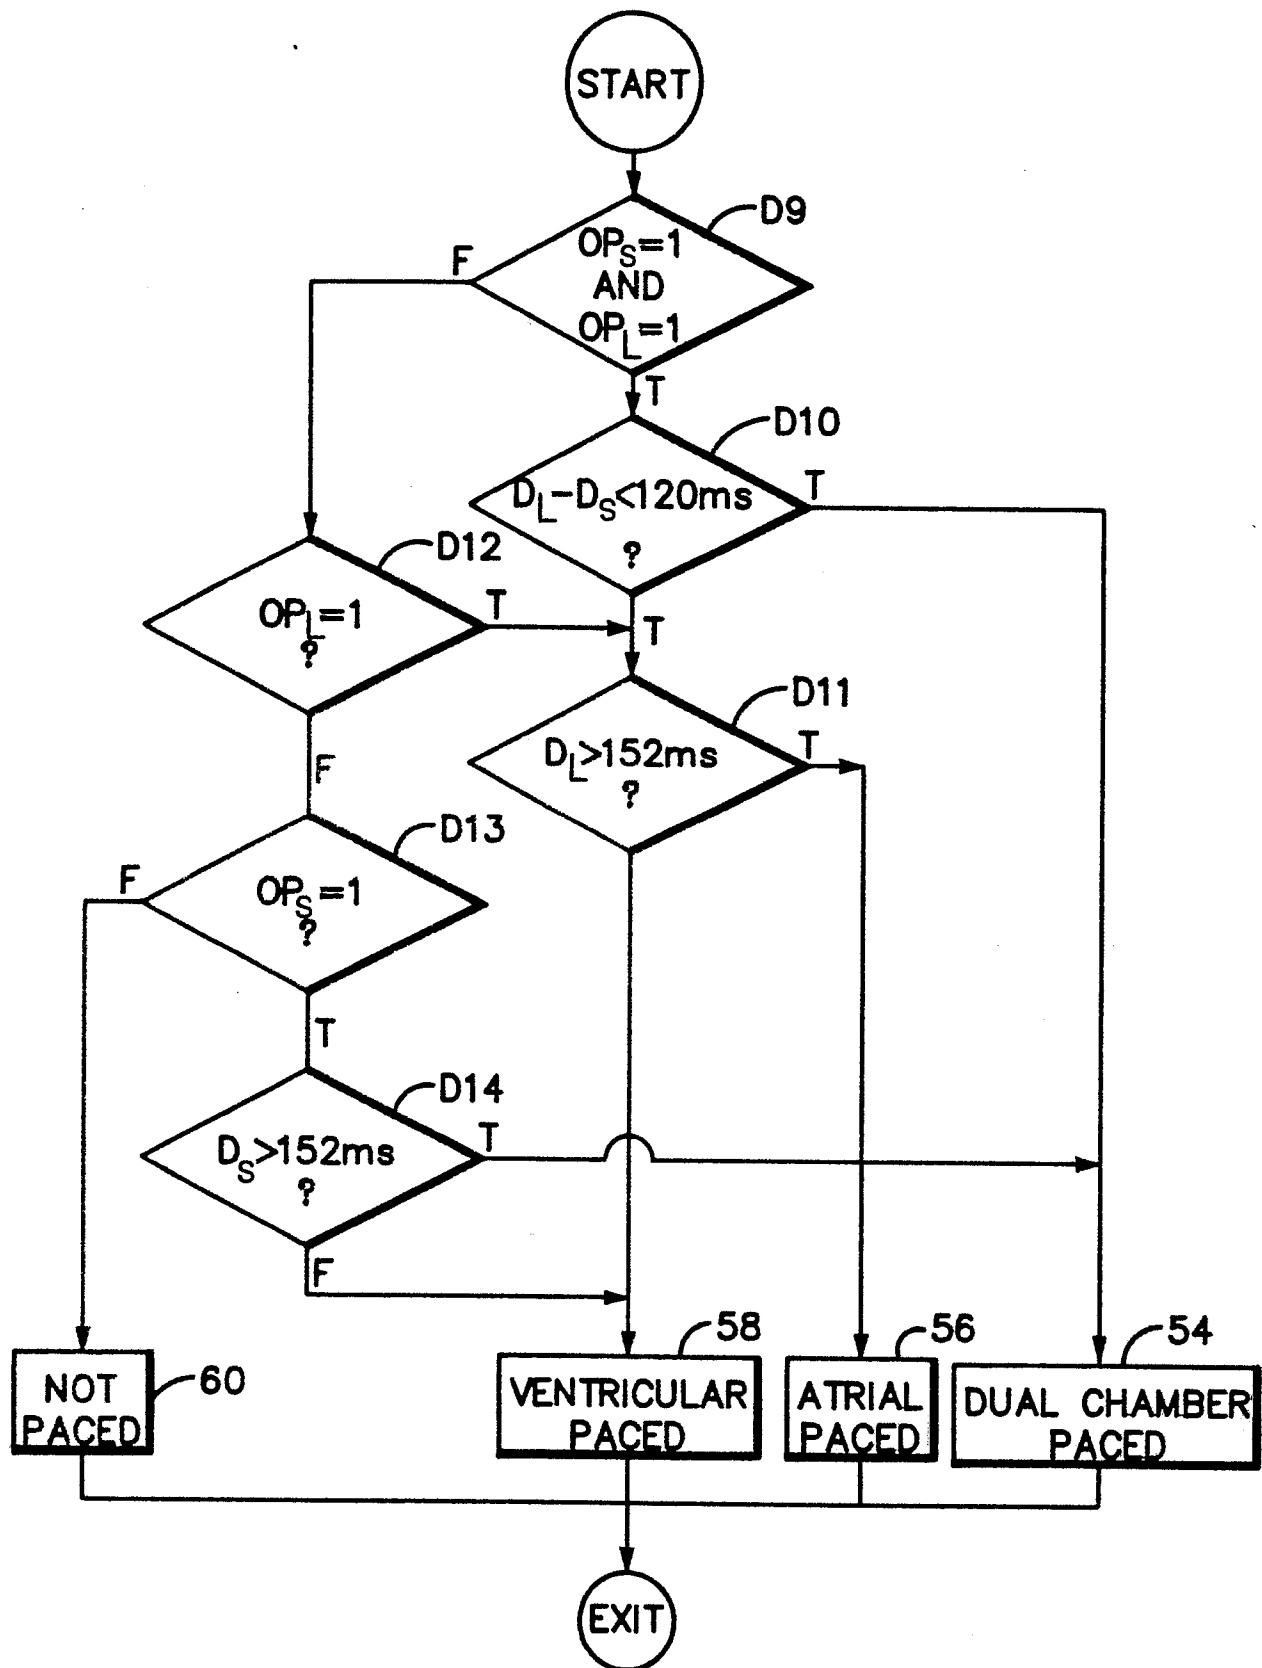 START
D9
F
OPS=1
AND
OPL=1
T
D10
T
DL-DS<120ms
?
D12
T
OPL=1
?
T
D11
T
DL>152ms
?
F
D13
F
OPS=1
?
T
D14
T
DS>152ms
?
F
58
56
54
60
NOT
PACED
VENTRICULAR
PACED
ATRIAL
PACED
DUAL CHAMBER
PACED
EXIT